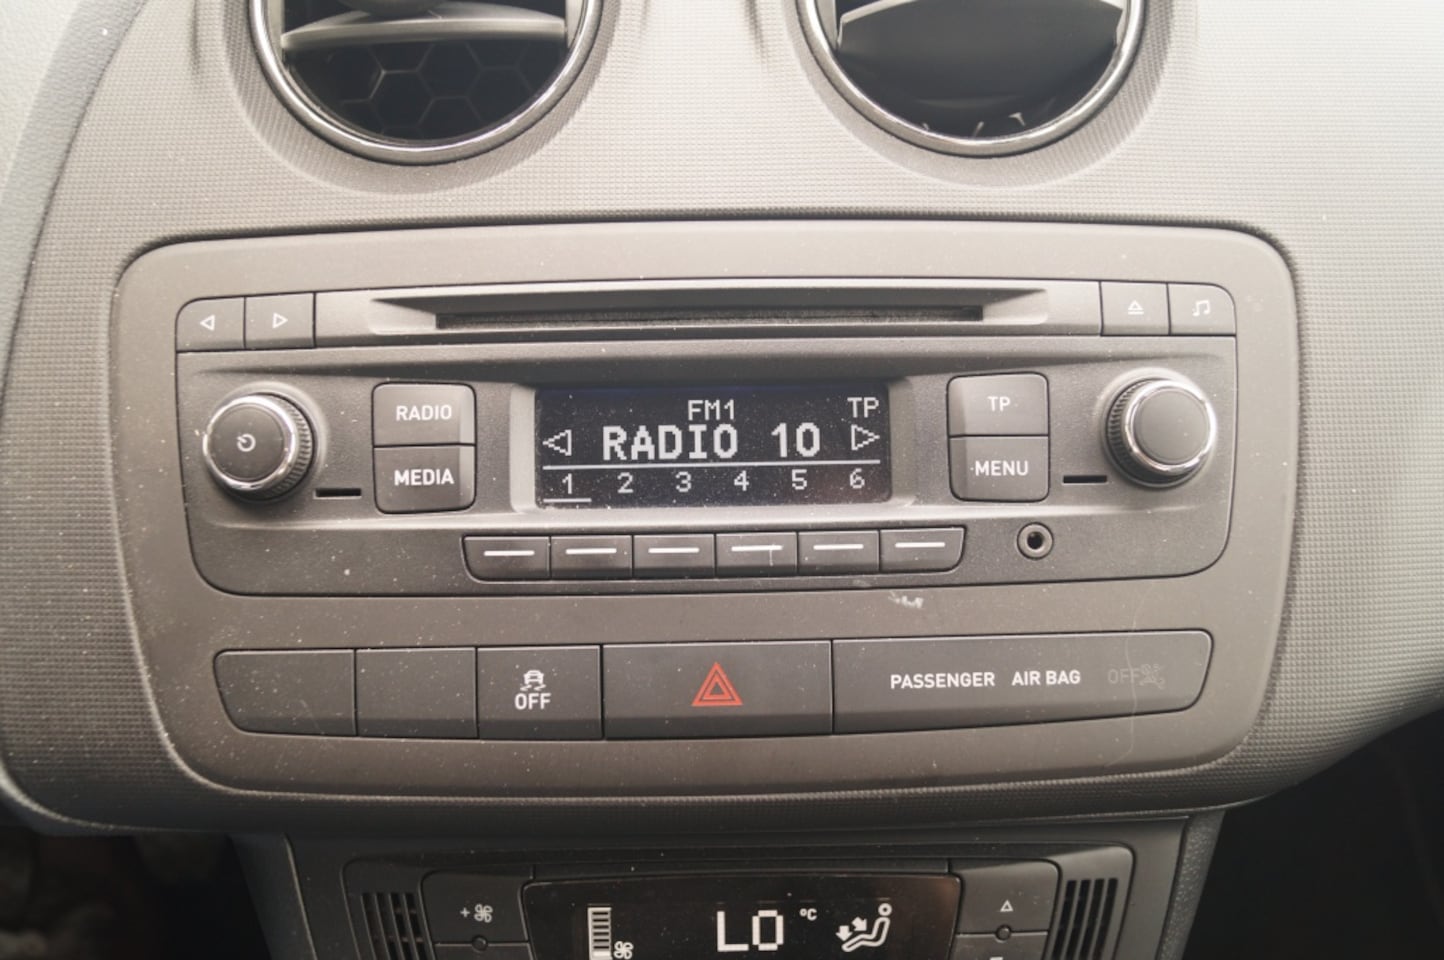 FM1 TP
RADIO RADIO 10 TP
MEDIA 1 2 3 4 5 6 MENU
OFF PASSENGER AIR BAG OFF
+ LO °C